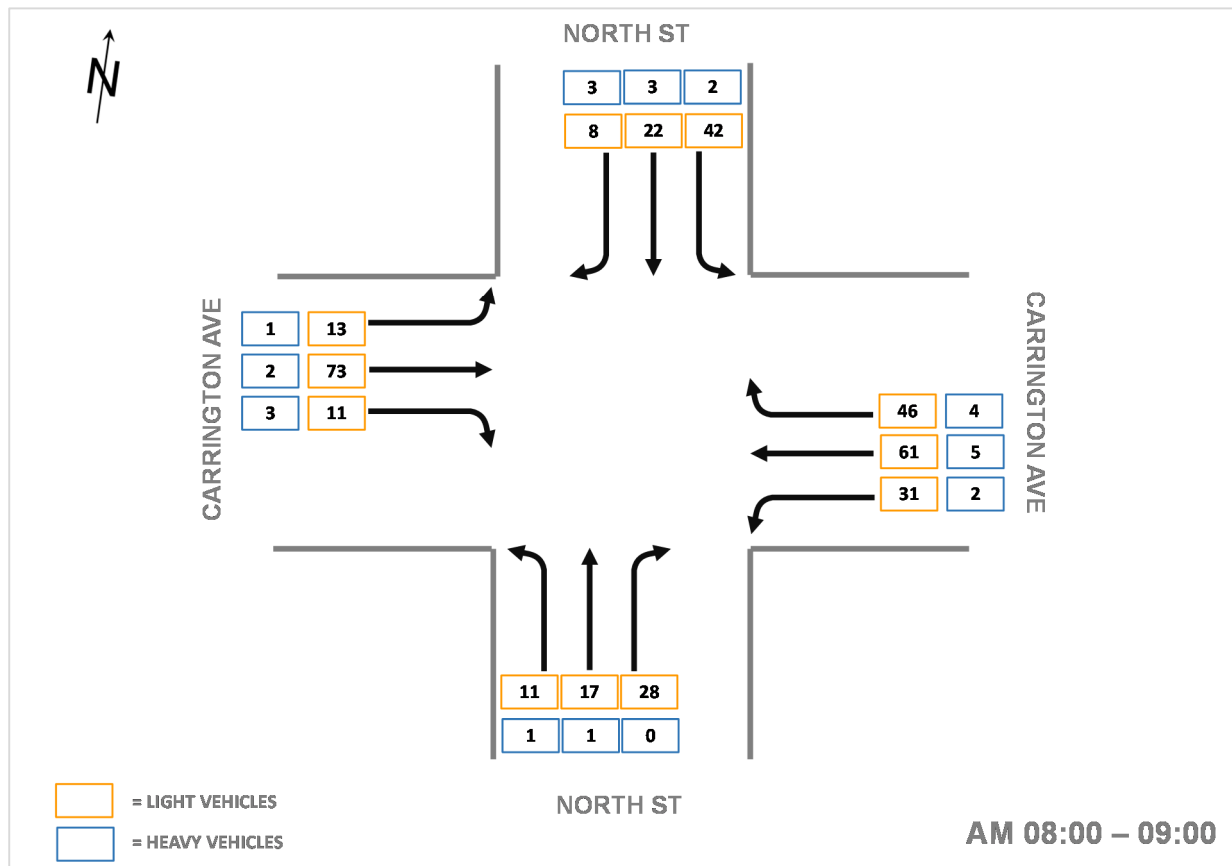 N
NORTH ST
3 3 2
8 22 42
CARRINGTON AVE
1 13
2 73
3 11
CARRINGTON AVE
46 4
61 5
31 2
11 17 28
1 1 0
NORTH ST
= LIGHT VEHICLES
= HEAVY VEHICLES
AM 08:00 – 09:00